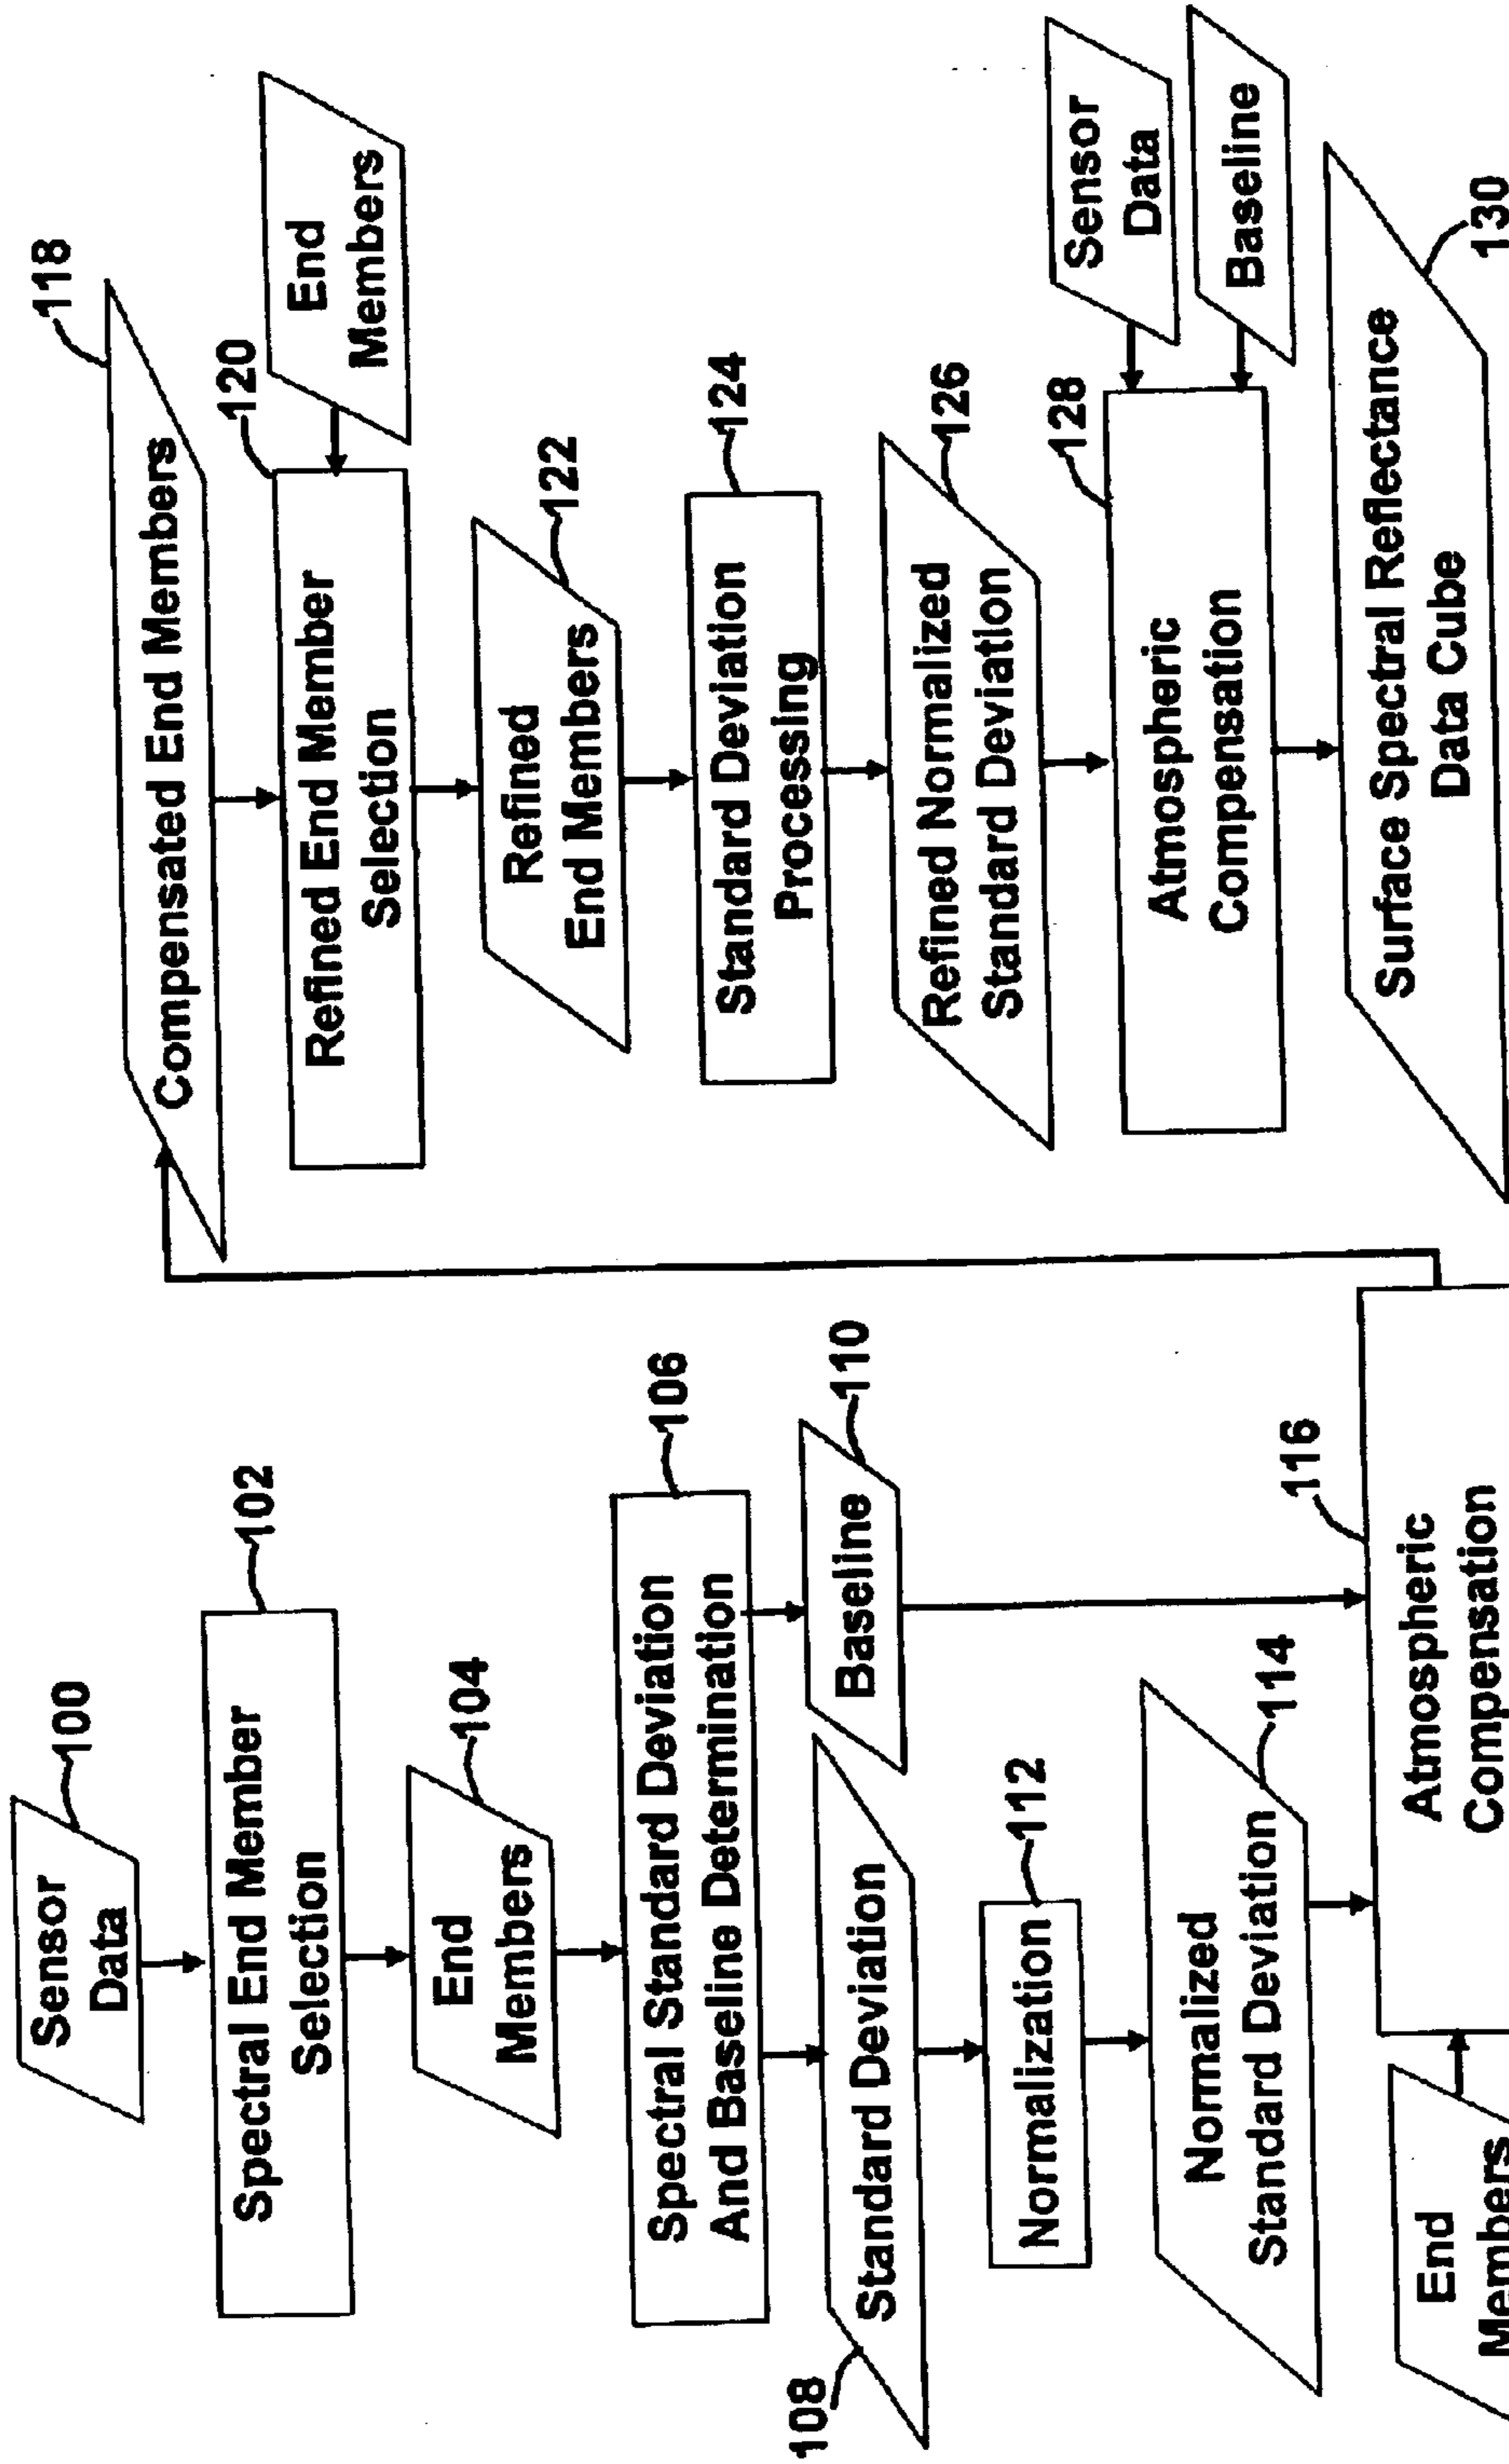 Sensor
Data
100
Spectral End Member
Selection
102
End
Members
104
Spectral Standard Deviation
And Baseline Determination
106
Standard Deviation
108
Baseline
110
Normalization
112
Normalized
Standard Deviation
114
End
Members
Atmospheric
Compensation
116
Compensated End Members
118
Refined End Member
Selection
120
End
Members
Refined
End Members
122
Standard Deviation
Processing
124
Refined Normalized
Standard Deviation
126
Atmospheric
Compensation
128
Sensor
Data
Baseline
Surface Spectral Reflectance
Data Cube
130